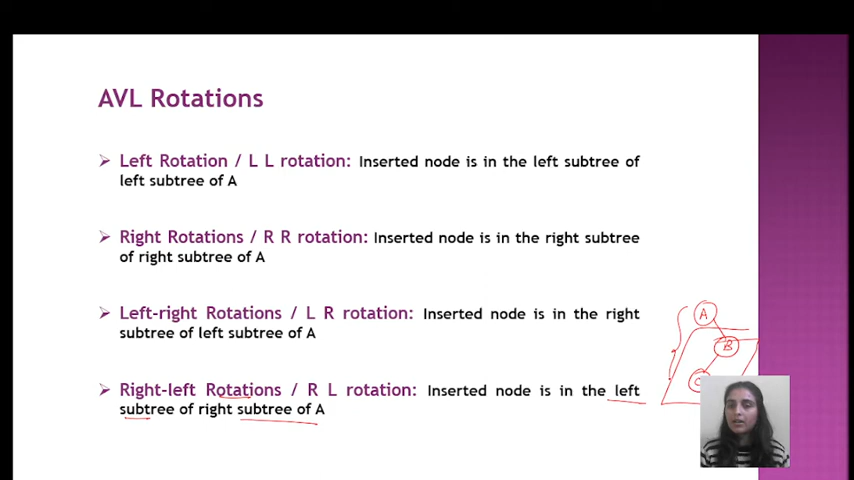 AVL Rotations
➢ Left Rotation / L L rotation: Inserted node is in the left subtree of
left subtree of A
➢ Right Rotations / R R rotation: Inserted node is in the right subtree
of right subtree of A
➢ Left-right Rotations / L R rotation: Inserted node is in the right
subtree of left subtree of A
➢ Right-left Rotations / R L rotation: Inserted node is in the left
subtree of right subtree of A
A
B